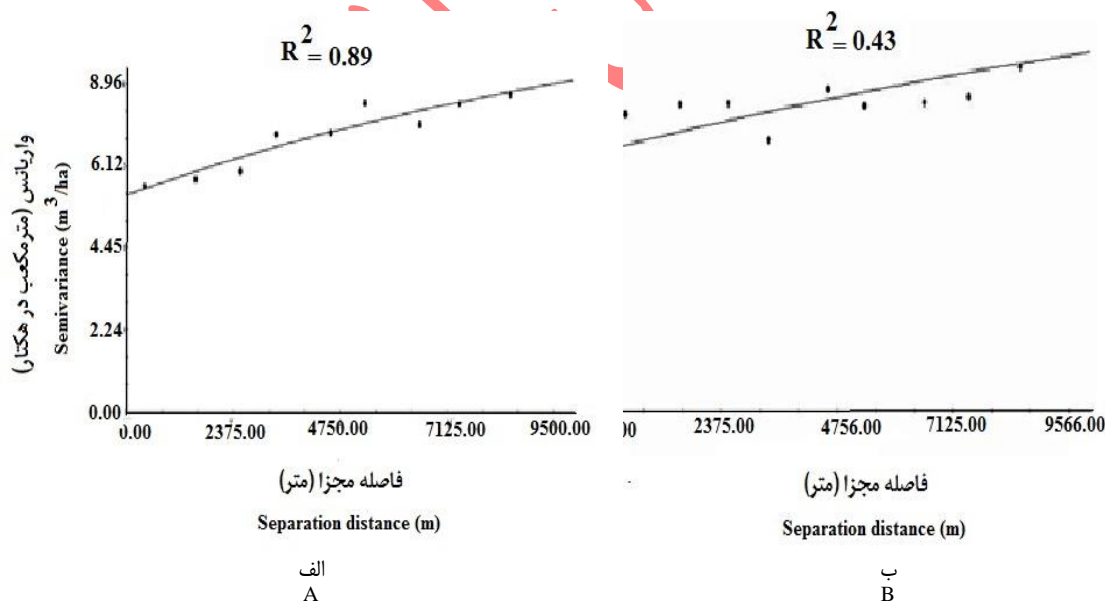 R2 = 0.89
8.96
6.12
4.45
2.24
0.00
واریانس (مترمکعب در هکتار)
Semivariance (m3/ha)
0.00 2375.00 4750.00 7125.00 9500.00
فاصله مجزا (متر)
Separation distance (m)
الف
A
R2 = 0.43
00 2375.00 4756.00 7125.00 9566.00
فاصله مجزا (متر)
Separation distance (m)
ب
B